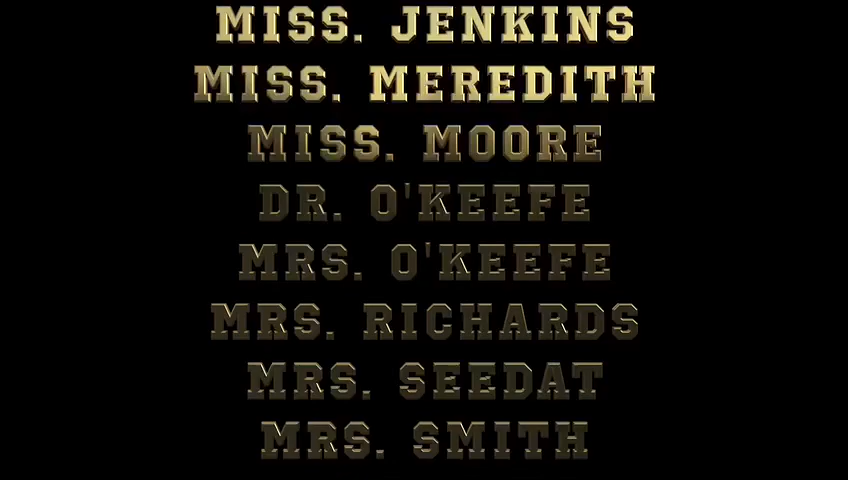 MISS. JENKINS
MISS. MEREDITH
MISS. MOORE
DR. O'KEEFE
MRS. O'KEEFE
MRS. RICHARDS
MRS. SEEDAT
MRS. SMITH